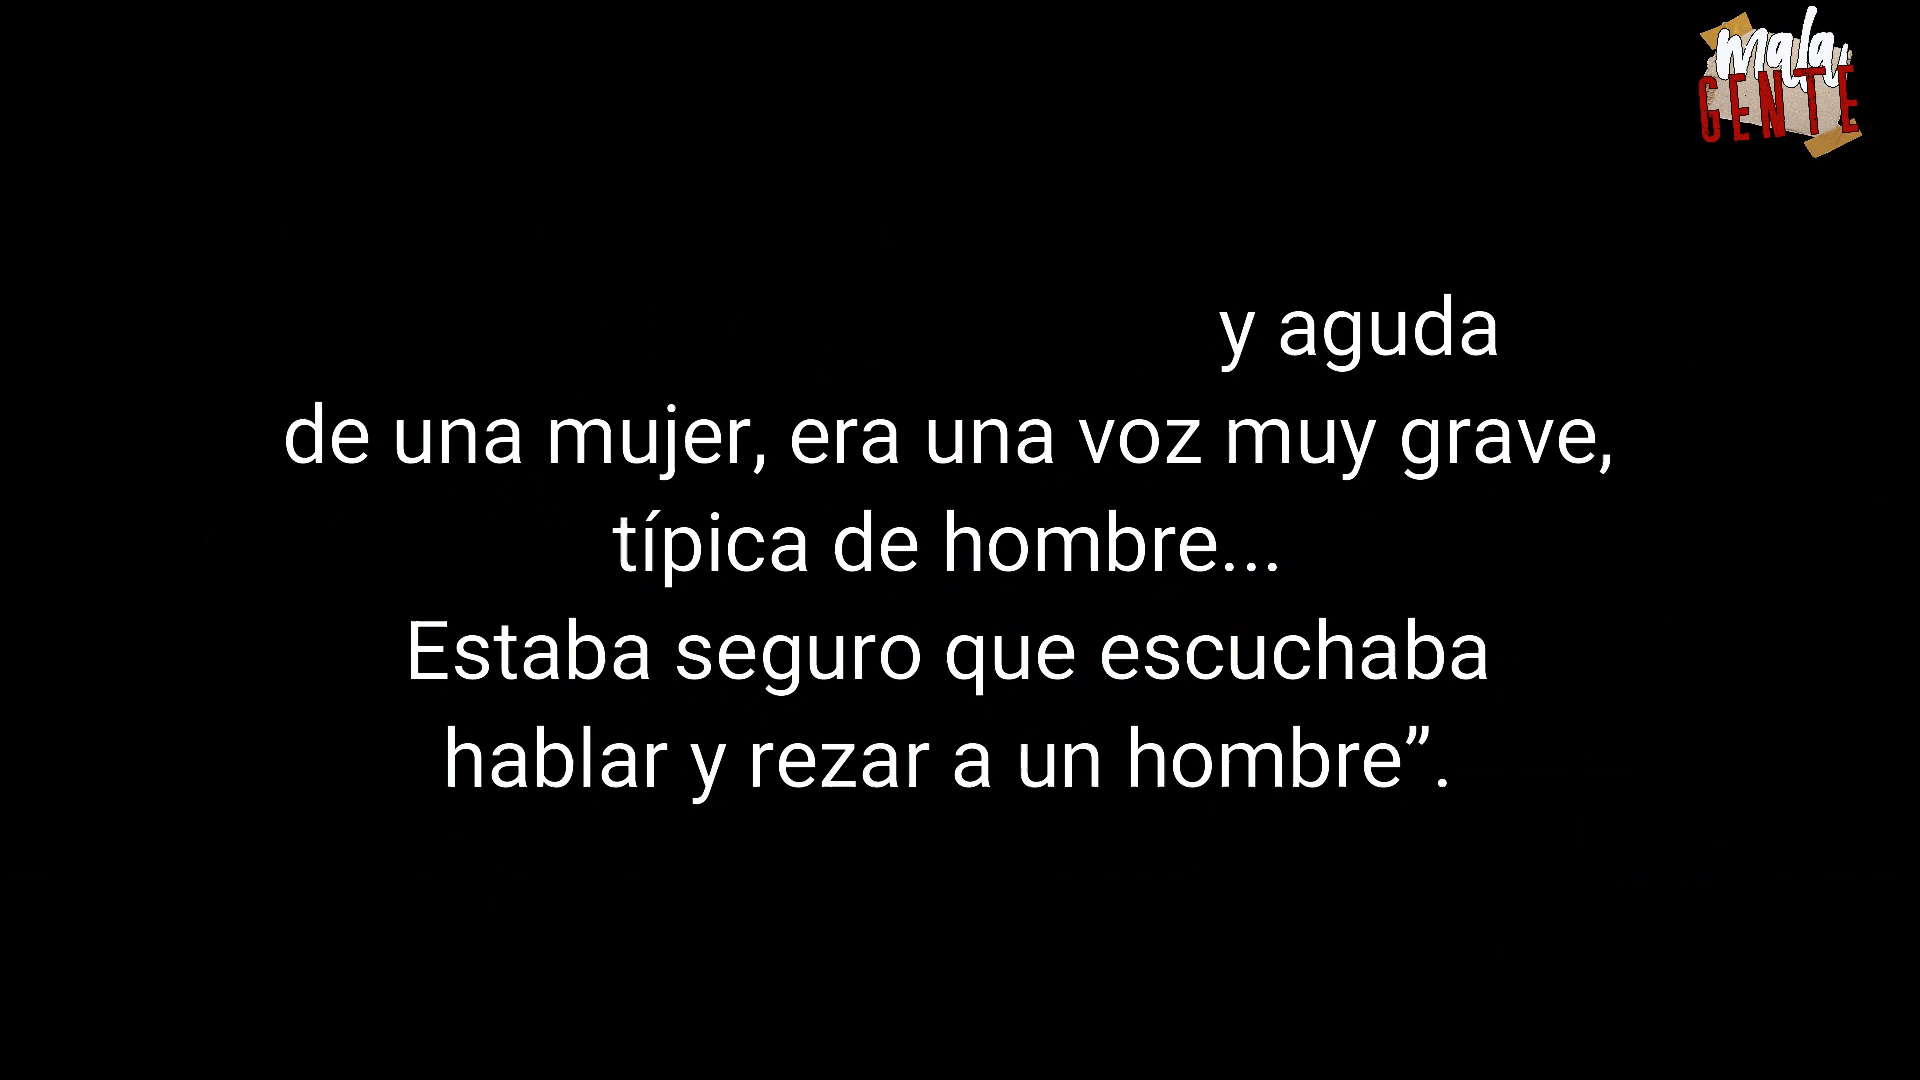 mala
GENTE
y aguda
de una mujer, era una voz muy grave,
típica de hombre...
Estaba seguro que escuchaba
hablar y rezar a un hombre”.